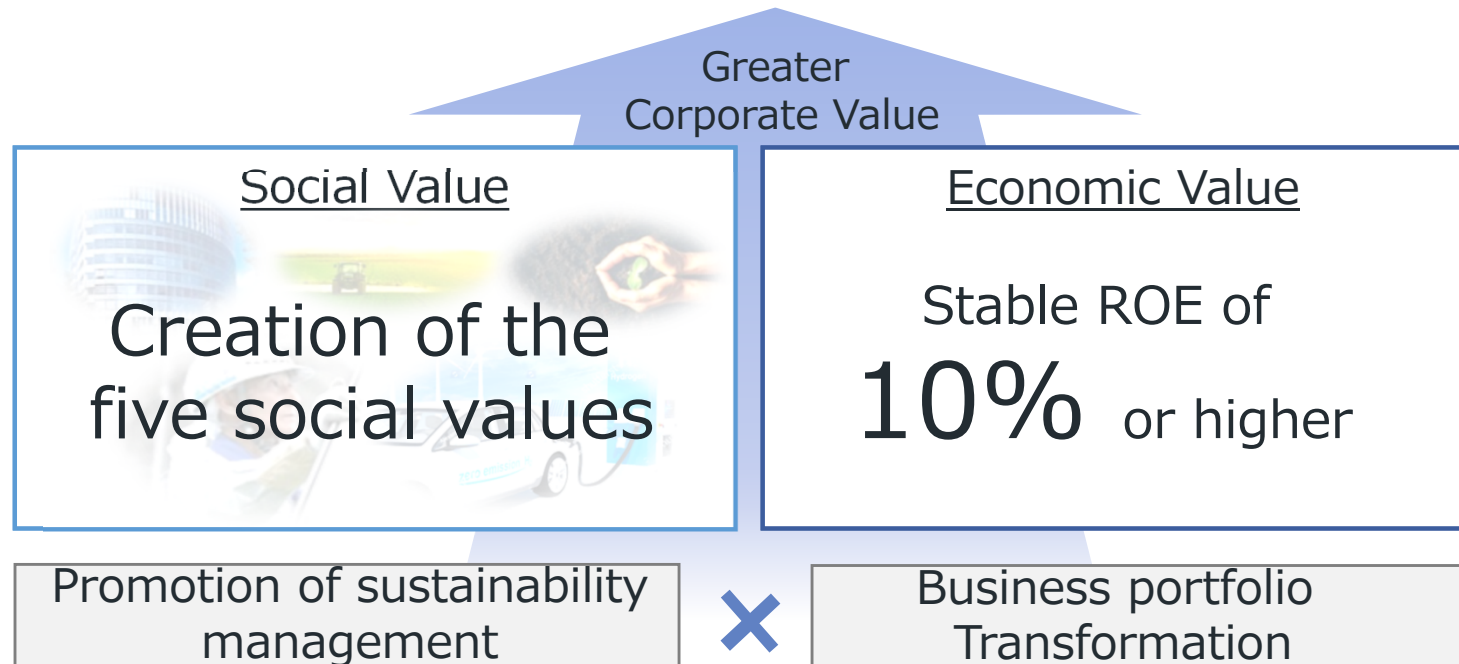 Greater
Corporate Value
Social Value
Creation of the
five social values
Economic Value
Stable ROE of
10% or higher
Promotion of sustainability
management
×
Business portfolio
Transformation